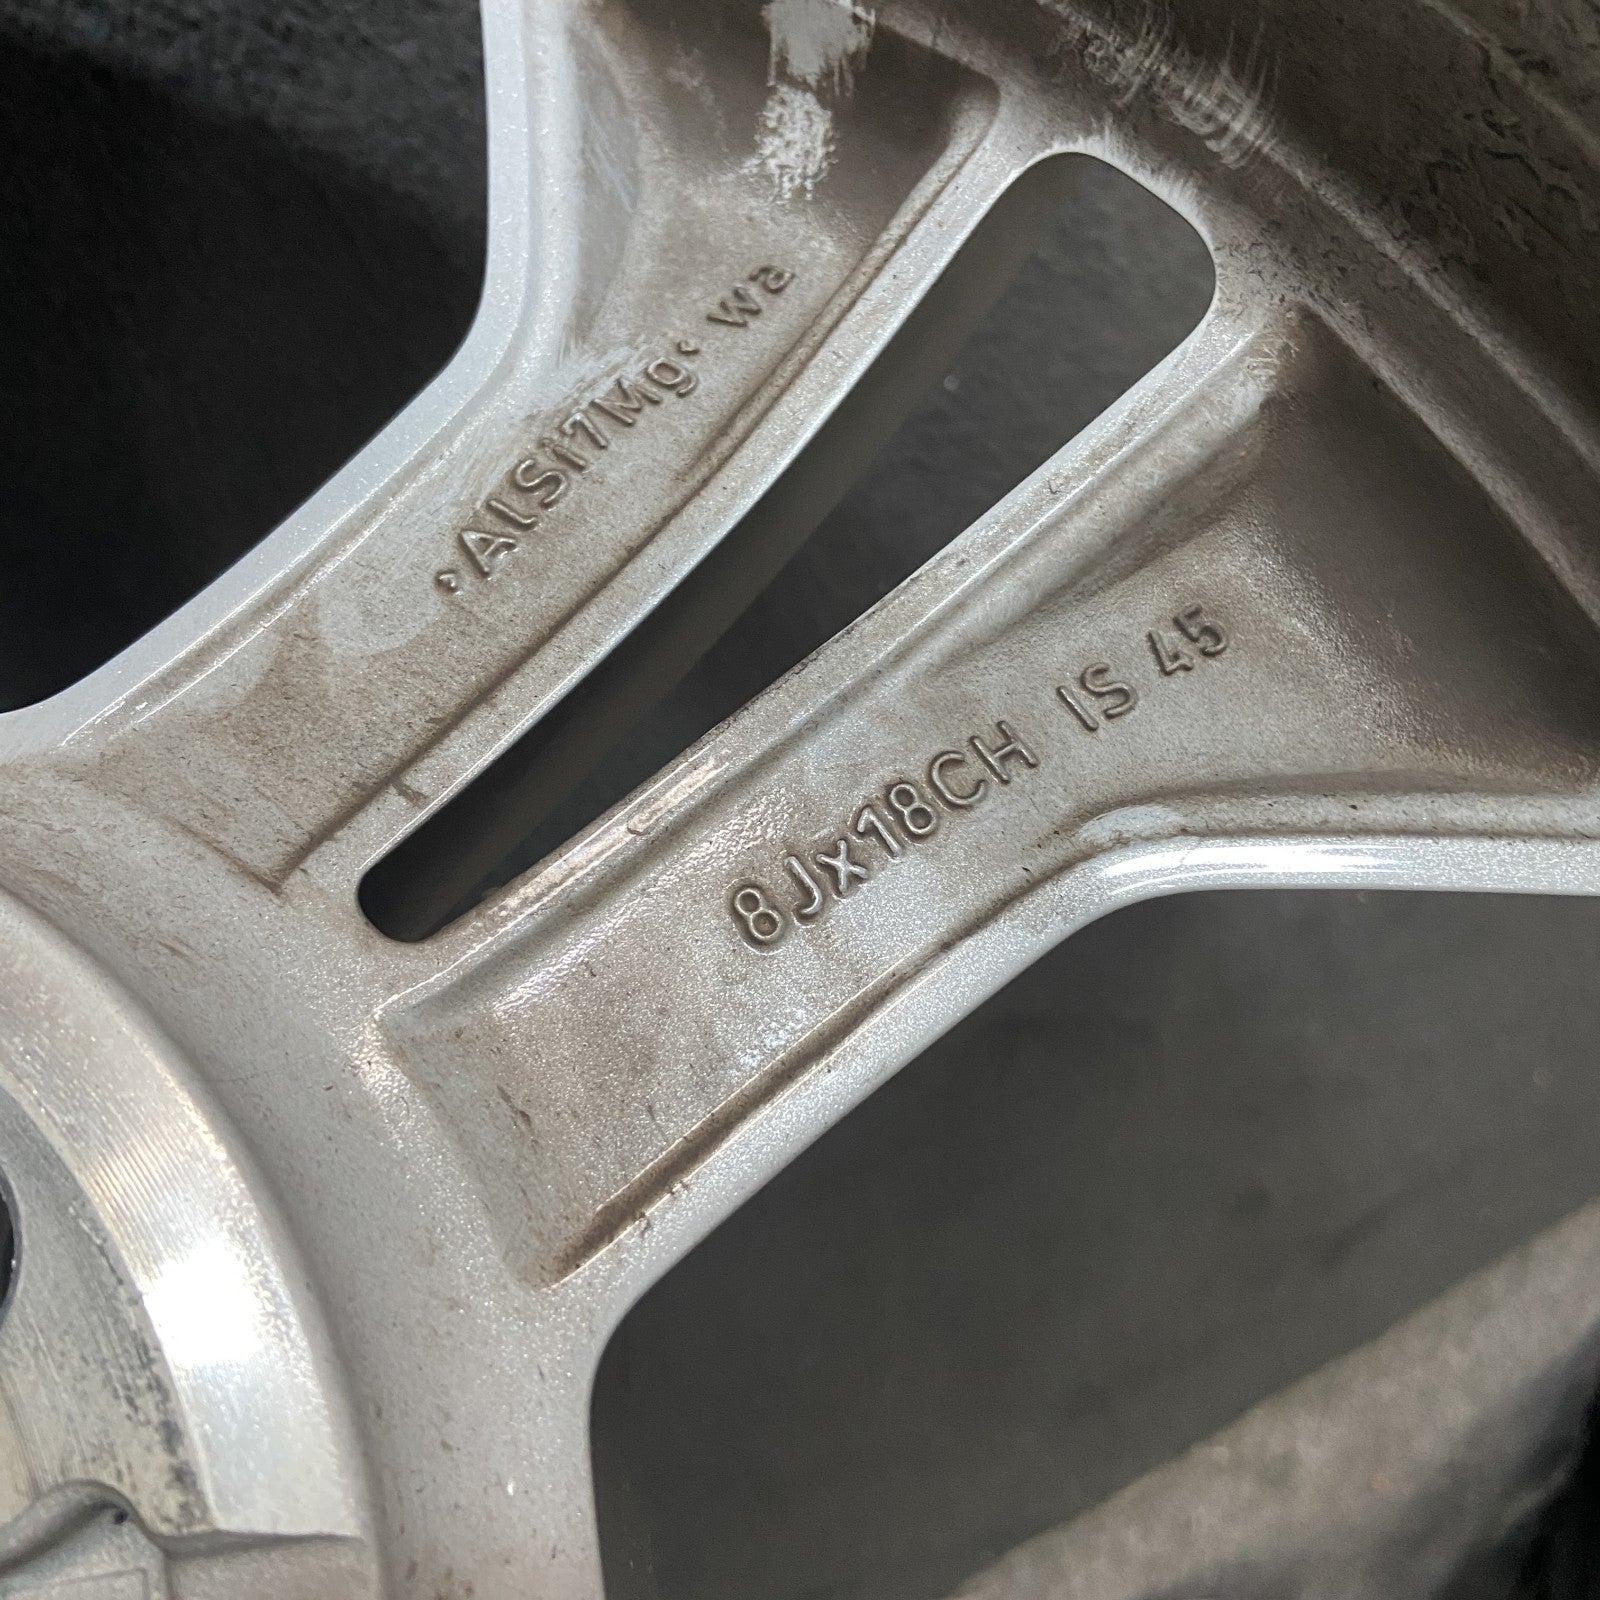 ·AlSi7Mg·wa
8Jx18CH IS 45